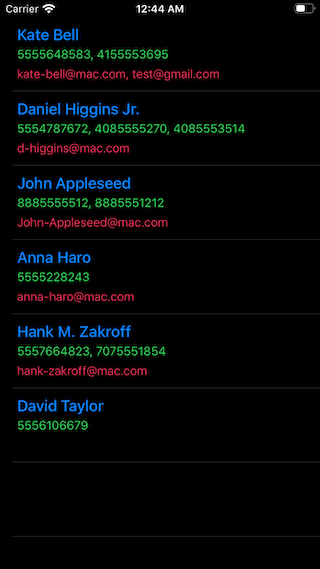 Carrier 12:44 AM
Kate Bell
5555648583, 4155553695
kate-bell@mac.com, test@gmail.com
Daniel Higgins Jr.
5554787672, 4085555270, 4085553514
d-higgins@mac.com
John Appleseed
8885555512, 8885551212
John-Appleseed@mac.com
Anna Haro
5555228243
anna-haro@mac.com
Hank M. Zakroff
5557664823, 7075551854
hank-zakroff@mac.com
David Taylor
5556106679